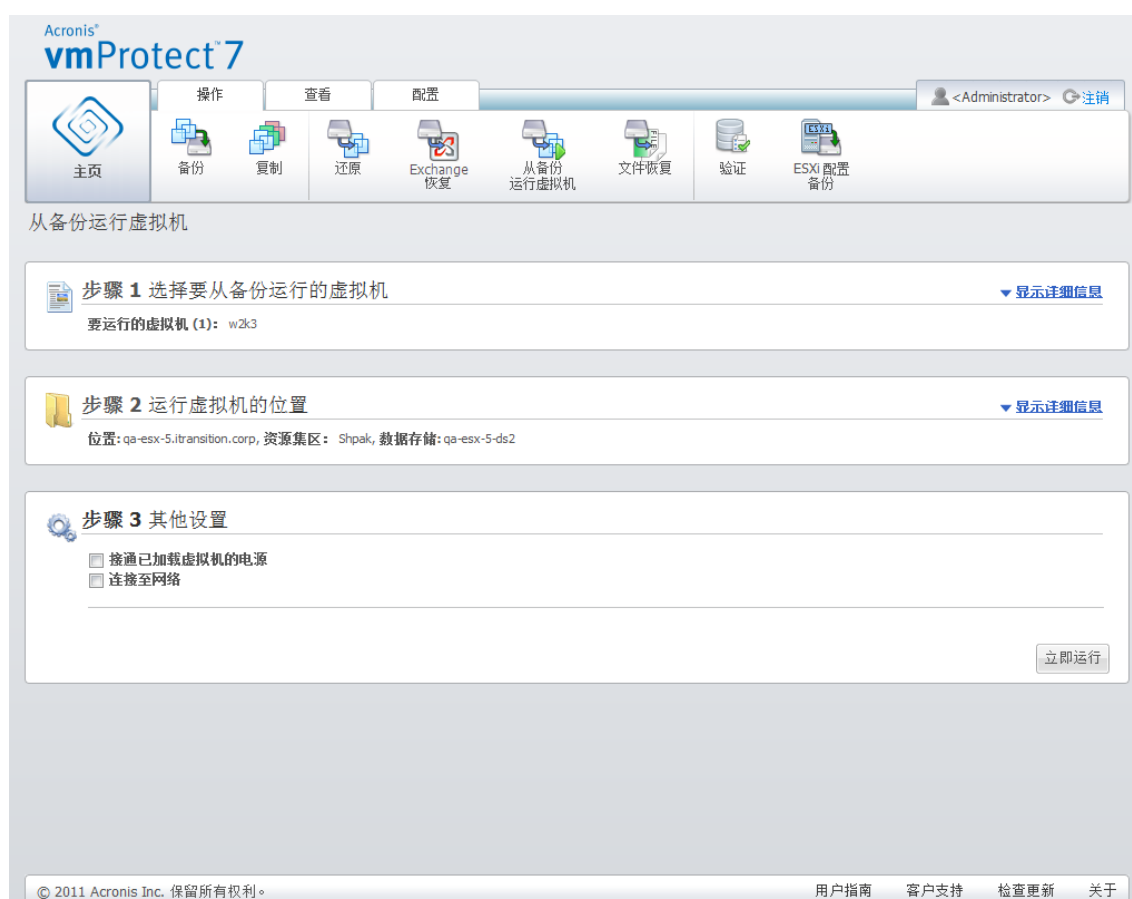 Acronis®
vmProtect™ 7
操作 查看 配置 <Administrator> 注销
主页 备份 复制 还原 Exchange 恢复 从备份 运行虚拟机 文件恢复 验证 ESXi 配置 备份
从备份运行虚拟机
步骤 1 选择要从备份运行的虚拟机 显示详细信息
要运行的虚拟机 (1): w2k3
步骤 2 运行虚拟机的位置 显示详细信息
位置: qa-esx-5.itransition.corp, 资源集区: Shpak, 数据存储: qa-esx-5-ds2
步骤 3 其他设置
接通已加载虚拟机的电源
连接至网络
立即运行
© 2011 Acronis Inc. 保留所有权利。 用户指南 客户支持 检查更新 关于